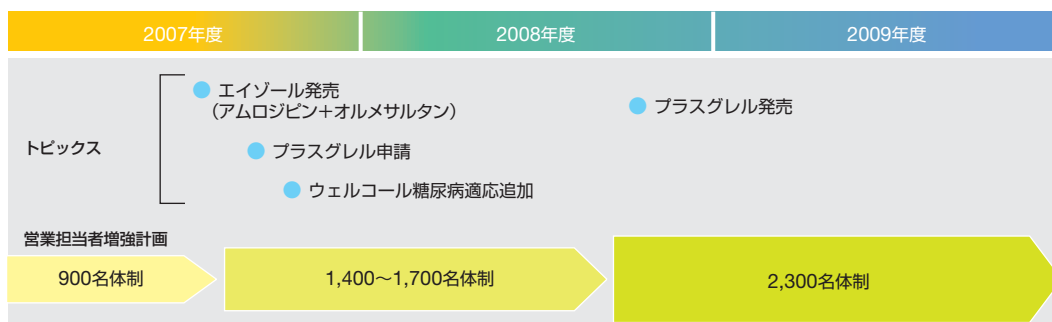 2007年度
2008年度
2009年度
トピックス
エイゾール発売
（アムロジピン＋オルメサルタン）
プラスグレル申請
ウェルコール糖尿病適応追加
プラスグレル発売
営業担当者増強計画
900名体制
1,400〜1,700名体制
2,300名体制